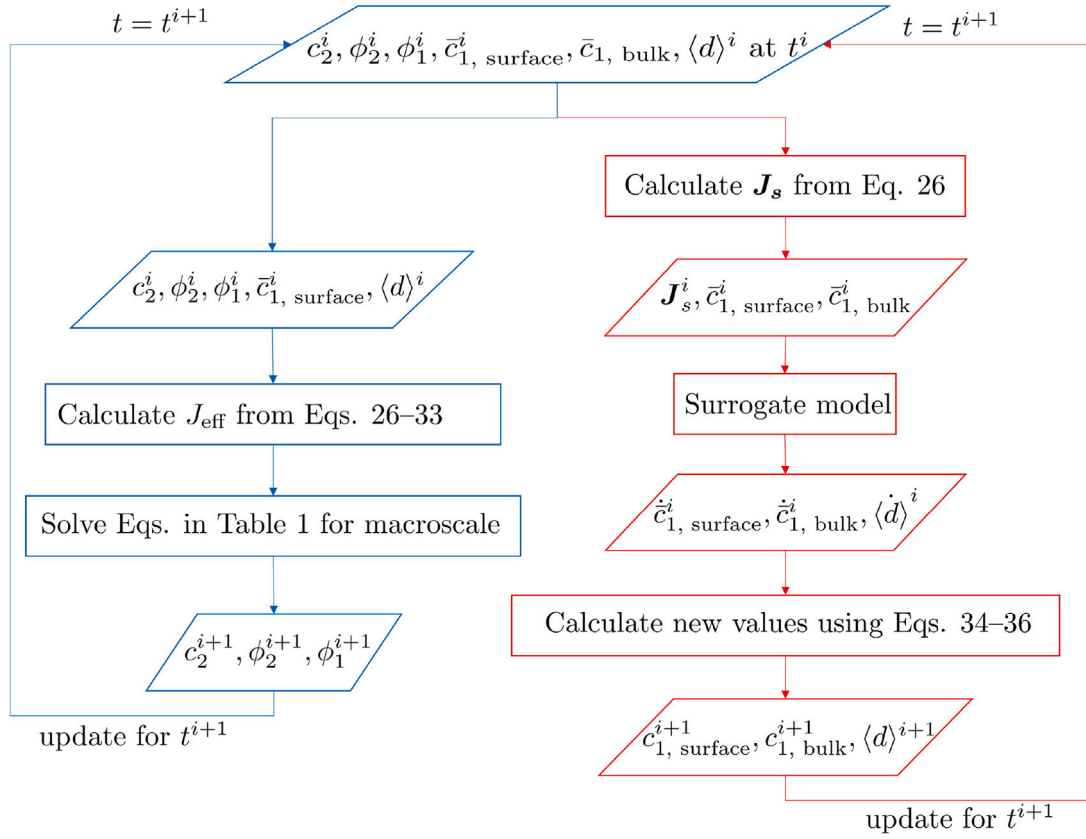 t = t^{i+1}
t = t^{i+1}
c_2^i, ϕ_2^i, ϕ_1^i, c̄_{1, surface}^i, c̄_{1, bulk}, ⟨d⟩^i at t^i
Calculate J_s from Eq. 26
c_2^i, ϕ_2^i, ϕ_1^i, c̄_{1, surface}^i, ⟨d⟩^i
J_s^i, c̄_{1, surface}^i, c̄_{1, bulk}^i
Calculate J_eff from Eqs. 26–33
Surrogate model
Solve Eqs. in Table 1 for macroscale
\dot{c̄}_{1, surface}^i, \dot{c̄}_{1, bulk}^i, \dot{⟨d⟩}^i
Calculate new values using Eqs. 34–36
c_2^{i+1}, ϕ_2^{i+1}, ϕ_1^{i+1}
update for t^{i+1}
c_{1, surface}^{i+1}, c_{1, bulk}^{i+1}, ⟨d⟩^{i+1}
update for t^{i+1}